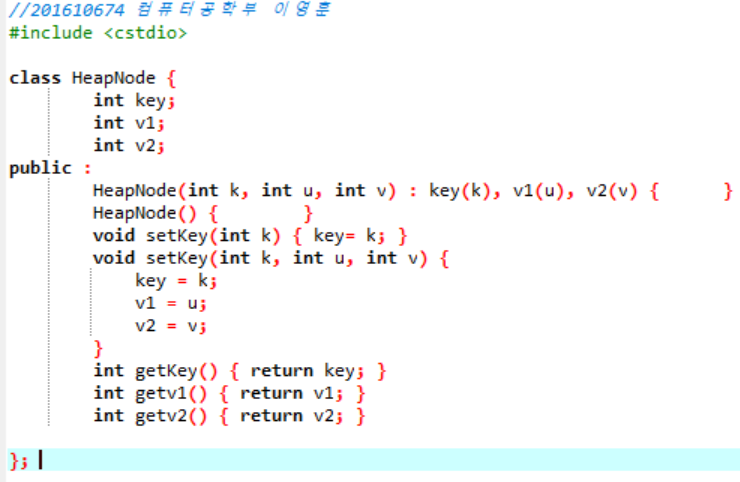 //201610674 컴퓨터공학부 이영훈
#include <cstdio>
class HeapNode {
int key;
int v1;
int v2;
public :
HeapNode(int k, int u, int v) : key(k), v1(u), v2(v) { }
HeapNode() { }
void setKey(int k) { key= k; }
void setKey(int k, int u, int v) {
key = k;
v1 = u;
v2 = v;
}
int getKey() { return key; }
int getv1() { return v1; }
int getv2() { return v2; }
};